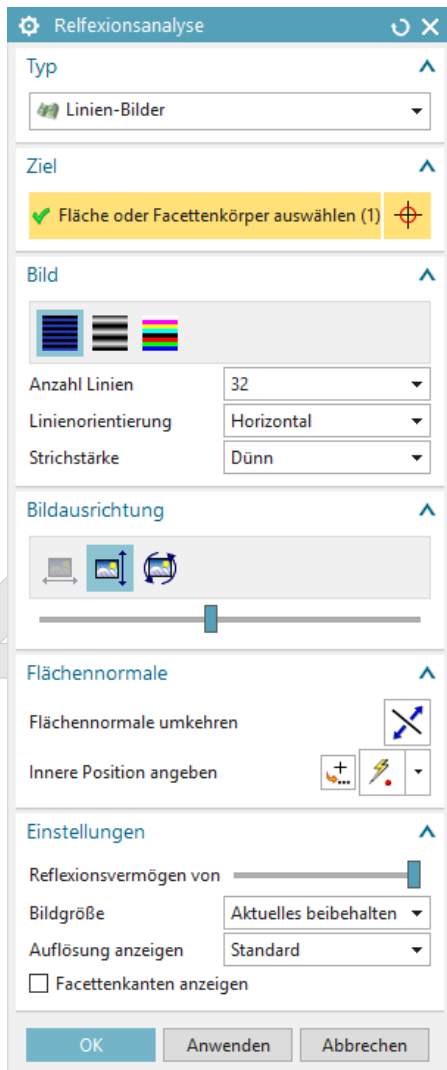 Relfexionsanalyse
Typ
Linien-Bilder
Ziel
Fläche oder Facettenkörper auswählen (1)
Bild
Anzahl Linien 32
Linienorientierung Horizontal
Strichstärke Dünn
Bildausrichtung
Flächennormale
Flächennormale umkehren
Innere Position angeben
Einstellungen
Reflexionsvermögen von
Bildgröße Aktuelles beibehalten
Auflösung anzeigen Standard
Facettenkanten anzeigen
OK Anwenden Abbrechen